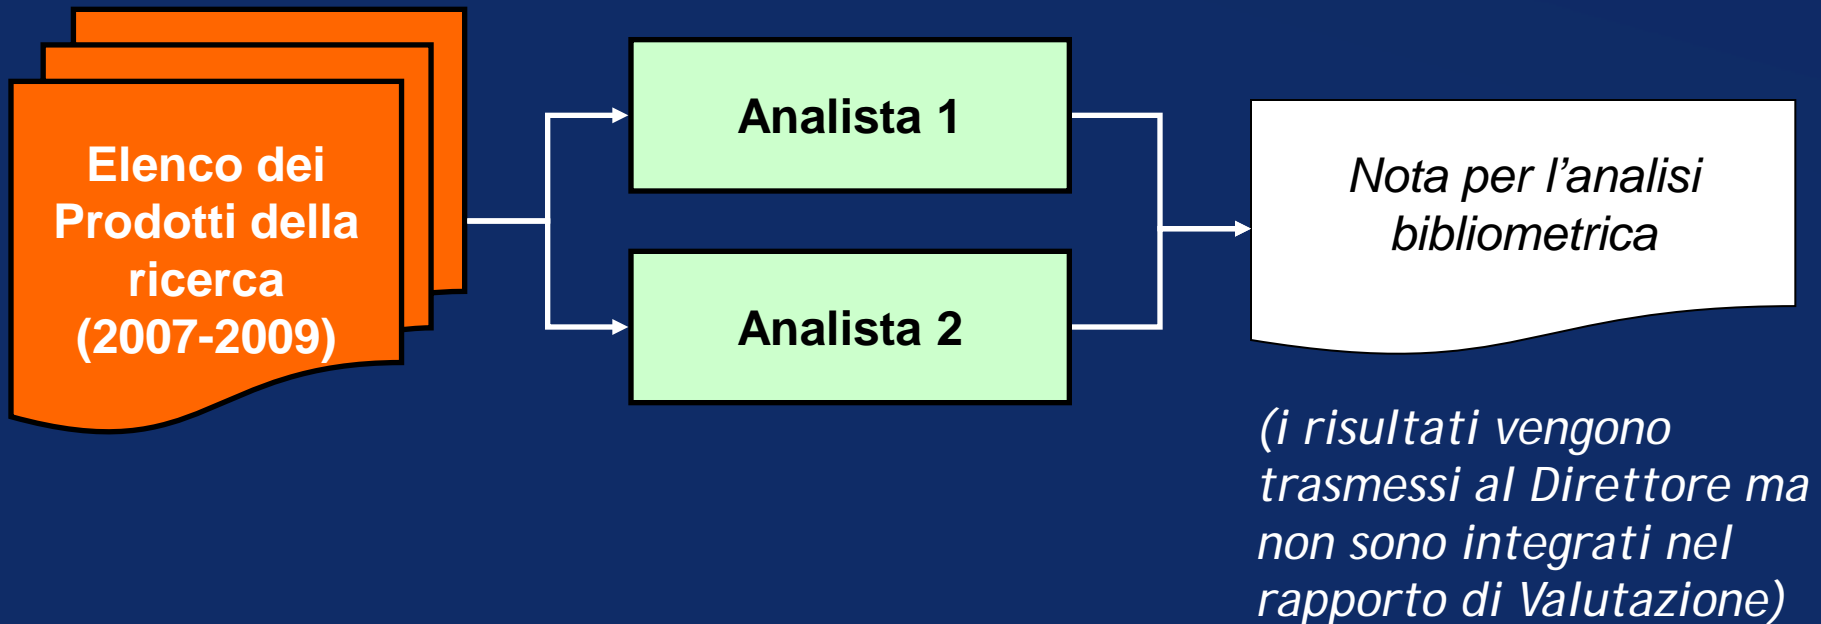 Elenco dei
Prodotti della
ricerca
(2007-2009)
Analista 1
Analista 2
Nota per l'analisi
bibliometrica
(i risultati vengono
trasmessi al Direttore ma
non sono integrati nel
rapporto di Valutazione)